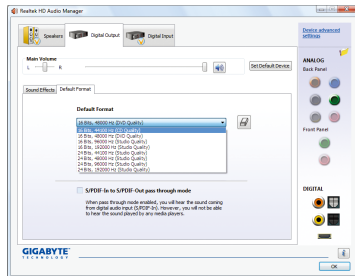 Realtek HD Audio Manager
Speakers
Digital Output
Digital Input
Device advanced settings
Main Volume
L
R
Set Default Device
ANALOG
Back Panel
Sound Effects
Default Format
Default Format
16 Bits, 48000 Hz (DVD Quality)
16 Bits, 44100 Hz (CD Quality)
16 Bits, 48000 Hz (DVD Quality)
16 Bits, 96000 Hz (Studio Quality)
16 Bits, 192000 Hz (Studio Quality)
24 Bits, 44100 Hz (Studio Quality)
24 Bits, 48000 Hz (Studio Quality)
24 Bits, 96000 Hz (Studio Quality)
24 Bits, 192000 Hz (Studio Quality)
Front Panel
S/PDIF-In to S/PDIF-Out pass through mode
When pass through mode enabled, you will hear the sound coming
from digital audio input (S/PDIF-In). However, you will not be able
to hear the sound played by any media players.
DIGITAL
GIGABYTE
TECHNOLOGY
OK